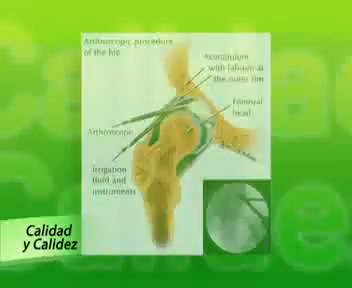 Arthroscopic procedure
of the hip
Acetabulum
with labrum at
the outer rim
Femoral
head
Arthroscope
Irrigation
fluid and
instruments
Calidad
y Calidez